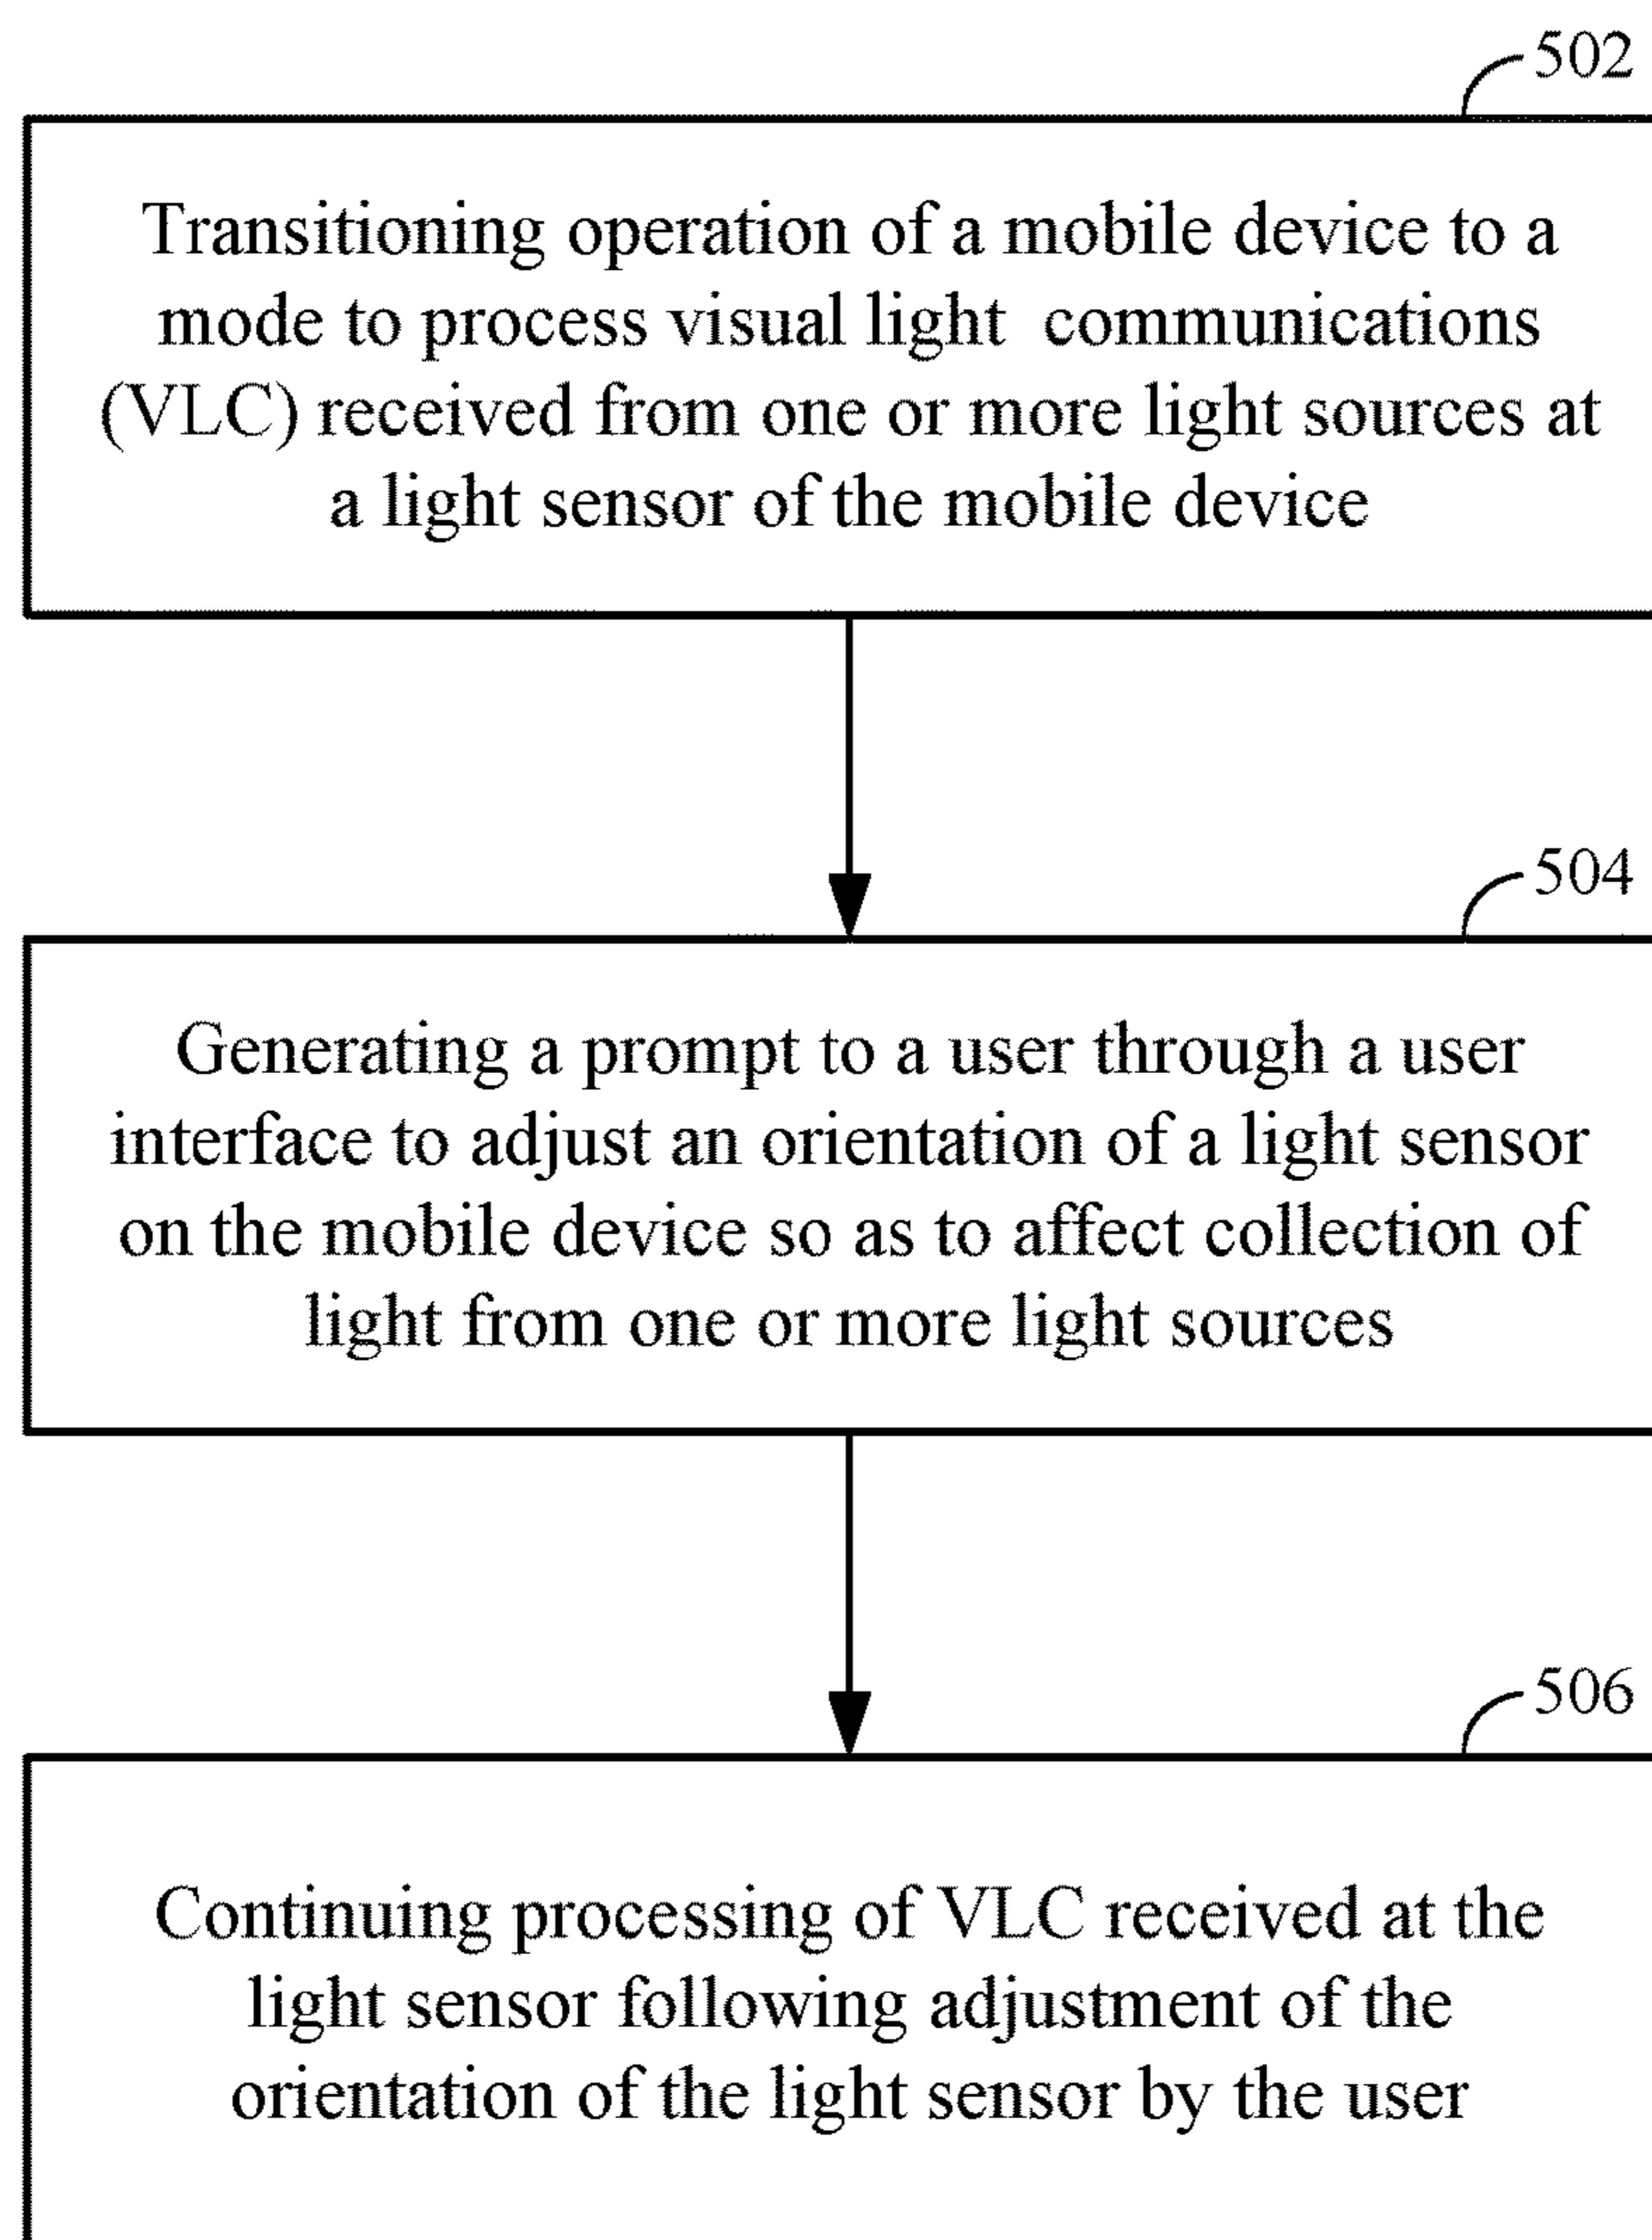 502
Transitioning operation of a mobile device to a
mode to process visual light communications
(VLC) received from one or more light sources at
a light sensor of the mobile device
504
Generating a prompt to a user through a user
interface to adjust an orientation of a light sensor
on the mobile device so as to affect collection of
light from one or more light sources
506
Continuing processing of VLC received at the
light sensor following adjustment of the
orientation of the light sensor by the user